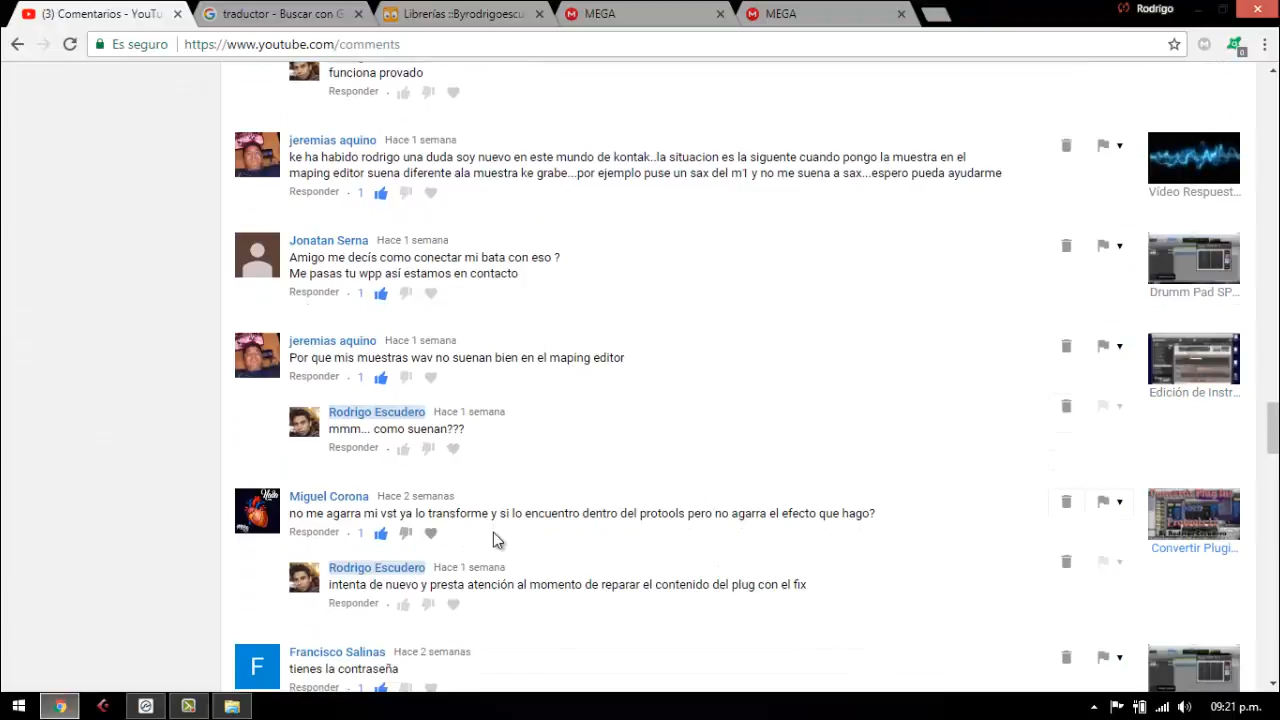 (3) Comentarios - YouTu
traductor - Buscar con G
Librerías ::Byrodrigoescu
MEGA
MEGA
Rodrigo
Es seguro
https://www.youtube.com/comments
0
funciona provado
Responder
jeremias aquino Hace 1 semana
ke ha habido rodrigo una duda soy nuevo en este mundo de kontak..la situacion es la siguente cuando pongo la muestra en el
maping editor suena diferente ala muestra ke grabe...por ejemplo puse un sax del m1 y no me suena a sax...espero pueda ayudarme
Responder · 1
Vídeo Respuest...
Jonatan Serna Hace 1 semana
Amigo me decís como conectar mi bata con eso ?
Me pasas tu wpp así estamos en contacto
Responder · 1
Drumm Pad SP...
jeremias aquino Hace 1 semana
Por que mis muestras wav no suenan bien en el maping editor
Responder · 1
Edición de Instr...
Rodrigo Escudero Hace 1 semana
mmm... como suenan???
Responder
Miguel Corona Hace 2 semanas
no me agarra mi vst ya lo transforme y si lo encuentro dentro del protools pero no agarra el efecto que hago?
Responder · 1
Convertir Plugi...
Rodrigo Escudero Hace 1 semana
intenta de nuevo y presta atención al momento de reparar el contenido del plug con el fix
Responder
F
Francisco Salinas Hace 2 semanas
tienes la contraseña
Responder · 1
09:21 p.m.